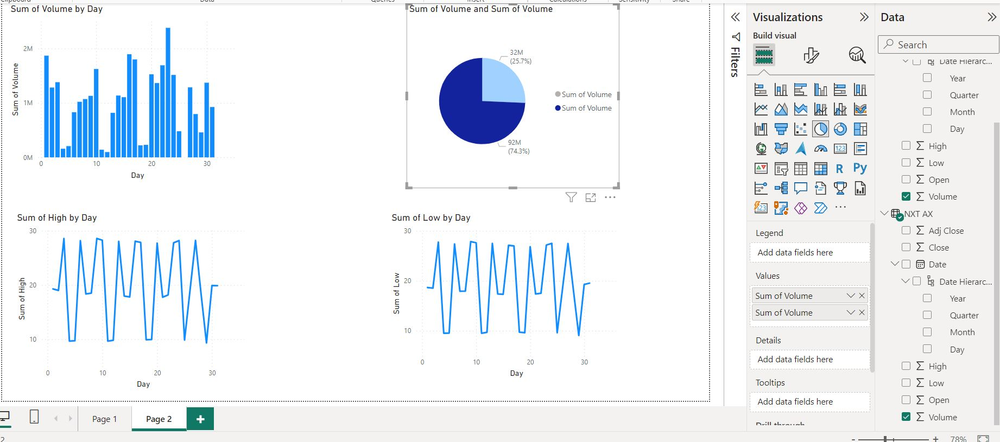 Sum of Volume by Day
Sum of Volume
2M
1M
0M
0
10
20
30
Day
Sum of Volume and Sum of Volume
32M
(25.7%)
92M
(74.3%)
Sum of Volume
Sum of Volume
Sum of High by Day
Sum of High
30
20
10
0
10
20
30
Day
Sum of Low by Day
Sum of Low
30
20
10
0
10
20
30
Day
Page 1
Page 2
+
Filters
Visualizations
Build visual
123
R
Py
123
Legend
Add data fields here
Values
Sum of Volume
Sum of Volume
Details
Add data fields here
Tooltips
Add data fields here
Drill through
Data
Search
Date Hierarc...
Year
Quarter
Month
Day
High
Low
Open
Volume
NXT AX
Adj Close
Close
Date
Date Hierarc...
Year
Quarter
Month
Day
High
Low
Open
Volume
- + 78%